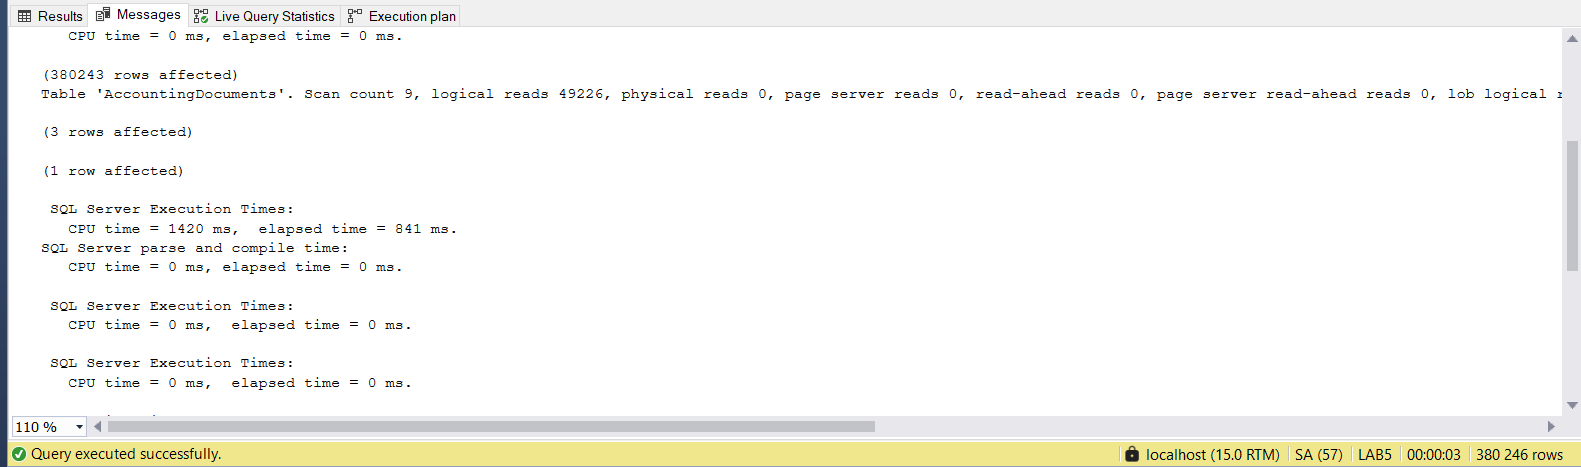 Results Messages Live Query Statistics Execution plan
CPU time = 0 ms, elapsed time = 0 ms.
(380243 rows affected)
Table 'AccountingDocuments'. Scan count 9, logical reads 49226, physical reads 0, page server reads 0, read-ahead reads 0, page server read-ahead reads 0, lob logical
(3 rows affected)
(1 row affected)
SQL Server Execution Times:
CPU time = 1420 ms,  elapsed time = 841 ms.
SQL Server parse and compile time:
CPU time = 0 ms, elapsed time = 0 ms.
SQL Server Execution Times:
CPU time = 0 ms,  elapsed time = 0 ms.
SQL Server Execution Times:
CPU time = 0 ms,  elapsed time = 0 ms.
110 %
Query executed successfully. localhost (15.0 RTM) SA (57) LAB5 00:00:03 380 246 rows